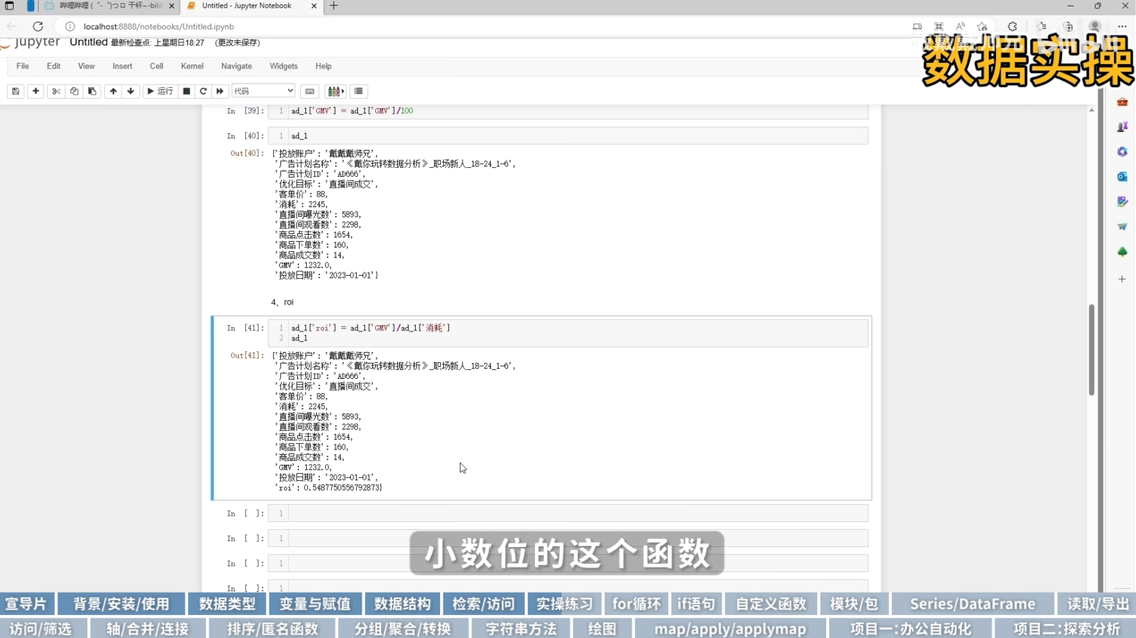 哔哩哔哩 (゜-゜)つロ 干杯~-bili
Untitled - Jupyter Notebook
localhost:8888/notebooks/Untitled.ipynb
数据实操
Jupyter Untitled 最新检查点: 上星期日18:27 (更改未保存)
File Edit View Insert Cell Kernel Navigate Widgets Help
运行 代码
In [39]: 1 ad_1['GMV'] = ad_1['GMV']/100
In [40]: 1 ad_1
Out[40]: {'投放账户': '戴戴戴师兄',
'广告计划名称': '《戴你玩转数据分析》_职场新人_18-24_1-6',
'广告计划ID': 'AD666',
'优化目标': '直播间成交',
'客单价': 88,
'消耗': 2245,
'直播间曝光数': 5893,
'直播间观看数': 2298,
'商品点击数': 1654,
'商品下单数': 160,
'商品成交数': 14,
'GMV': 1232.0,
'投放日期': '2023-01-01'}
4、roi
In [41]: 1 ad_1['roi'] = ad_1['GMV']/ad_1['消耗']
2 ad_1
Out[41]: {'投放账户': '戴戴戴师兄',
'广告计划名称': '《戴你玩转数据分析》_职场新人_18-24_1-6',
'广告计划ID': 'AD666',
'优化目标': '直播间成交',
'客单价': 88,
'消耗': 2245,
'直播间曝光数': 5893,
'直播间观看数': 2298,
'商品点击数': 1654,
'商品下单数': 160,
'商品成交数': 14,
'GMV': 1232.0,
'投放日期': '2023-01-01',
'roi': 0.5487750556792873}
In [ ]: 1
In [ ]: 1
In [ ]: 1
In [ ]: 1
小数位的这个函数
宣导片 背景/安装/使用 数据类型 变量与赋值 数据结构 检索/访问 实操练习 for循环 if语句 自定义函数 模块/包 Series/DataFrame 读取/导出
访问/筛选 轴/合并/连接 排序/匿名函数 分组/聚合/转换 字符串方法 绘图 map/apply/applymap 项目一:办公自动化 项目二:探索分析